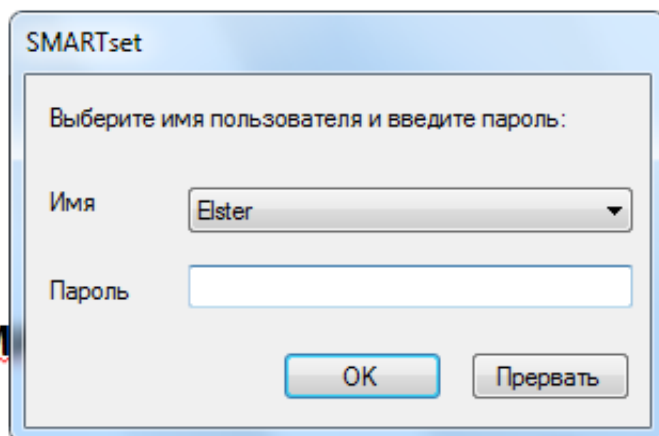 SMARTset
Выберите имя пользователя и введите пароль:
Имя
Elster
Пароль
OK
Прервать